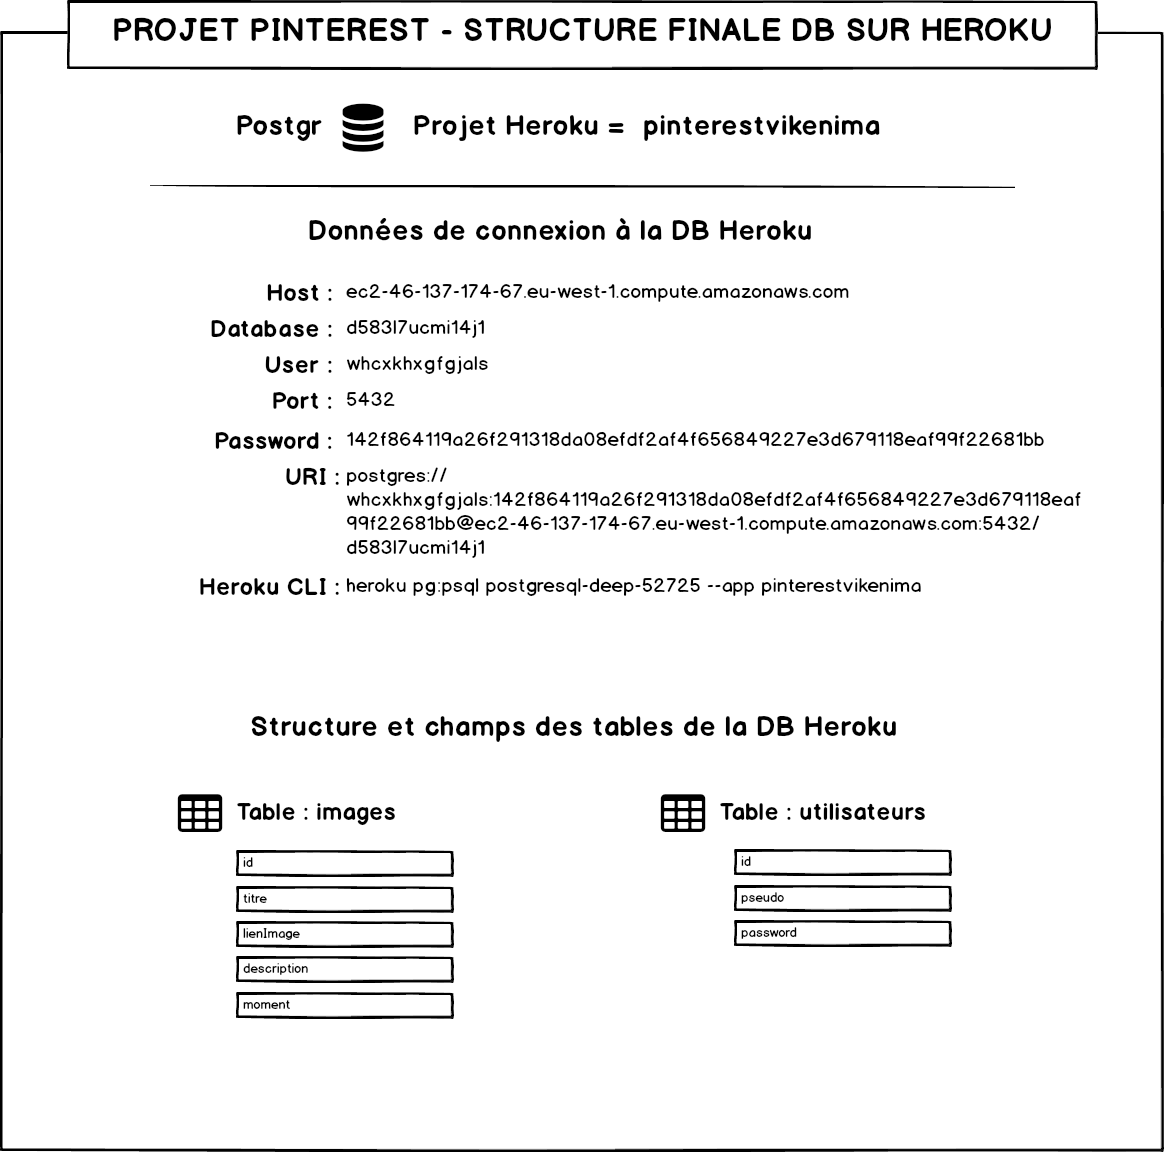 PROJET PINTEREST - STRUCTURE FINALE DB SUR HEROKU
Postgr Projet Heroku = pinterestvikenima
Données de connexion à la DB Heroku
Host : ec2-46-137-174-67.eu-west-1.compute.amazonaws.com
Database : d583l7ucmi14j1
User : whcxkhxgfgjals
Port : 5432
Password : 142f864119a26f291318da08efdf2af4f656849227e3d679118eaf99f22681bb
URI : postgres://
whcxkhxgfgjals:142f864119a26f291318da08efdf2af4f656849227e3d679118eaf
99f22681bb@ec2-46-137-174-67.eu-west-1.compute.amazonaws.com:5432/
d583l7ucmi14j1
Heroku CLI : heroku pg:psql postgresql-deep-52725 --app pinterestvikenima
Structure et champs des tables de la DB Heroku
Table : images
id
titre
lienImage
description
moment
Table : utilisateurs
id
pseudo
password